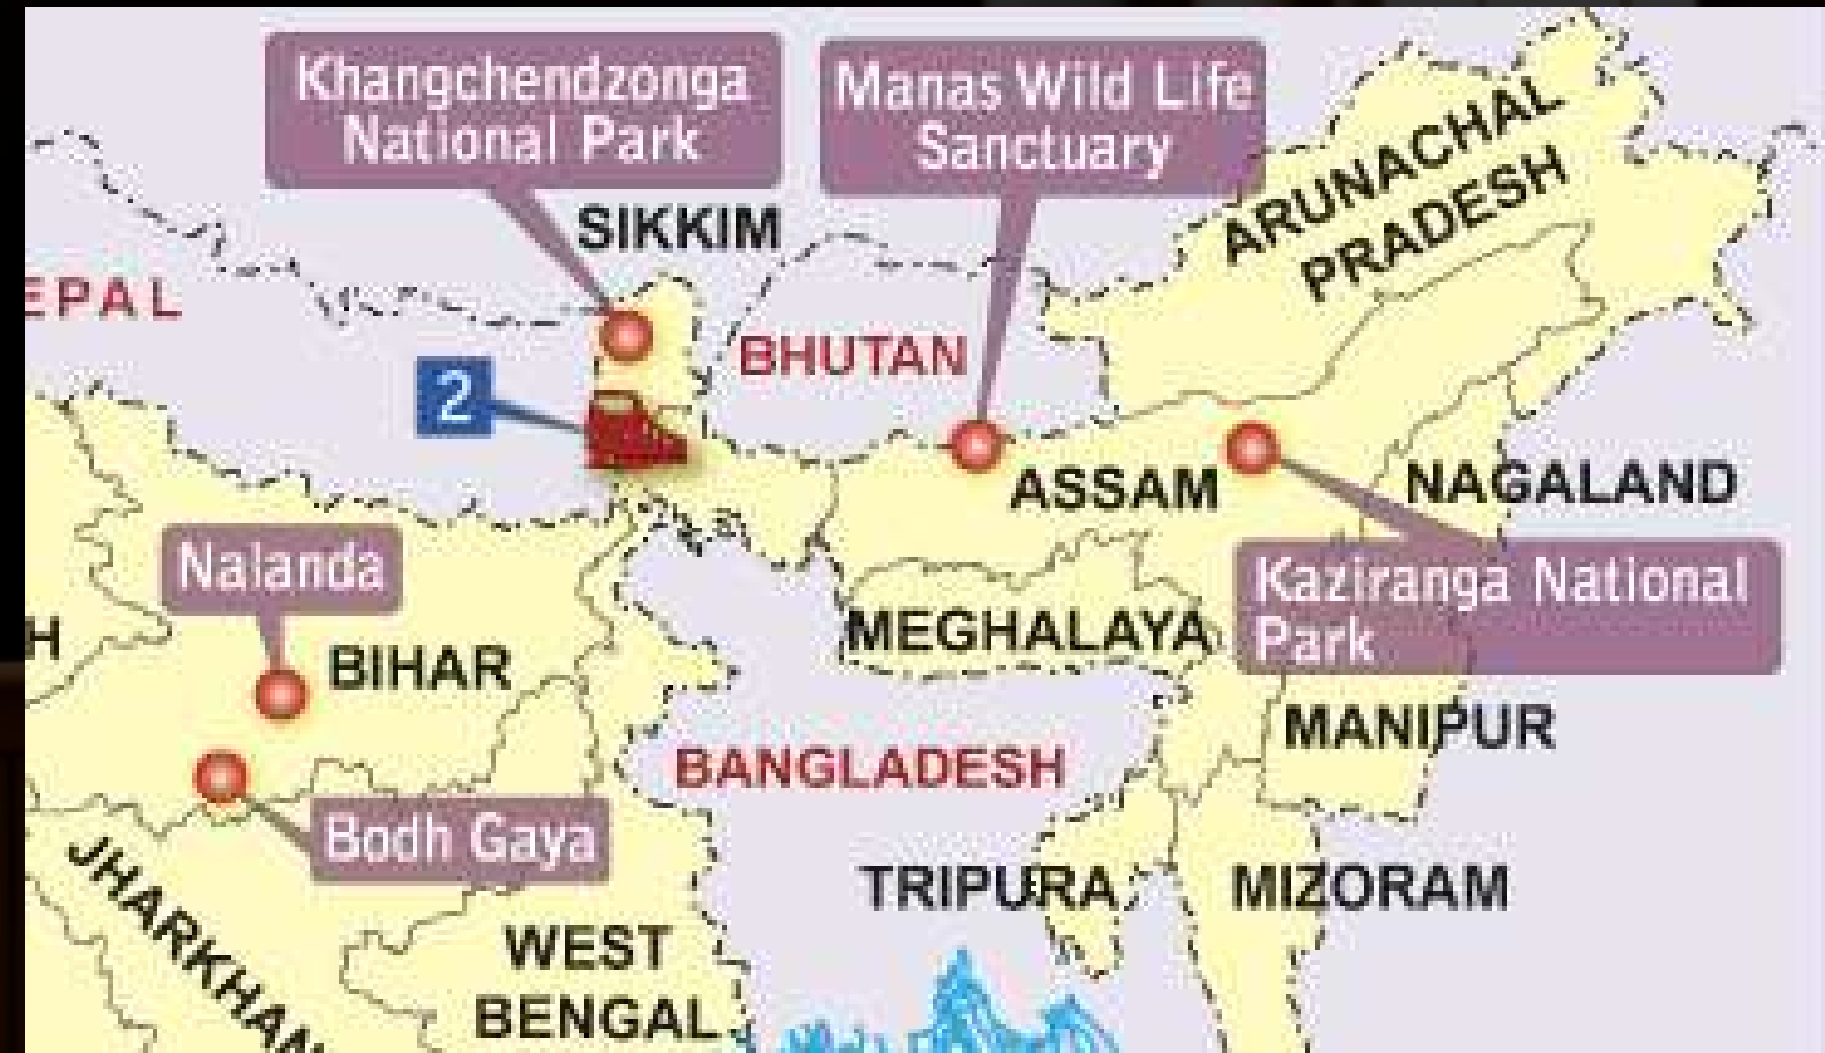 Khangchendzonga
National Park
Manas Wild Life
Sanctuary
ARUNACHAL
PRADESH
SIKKIM
EPAL
BHUTAN
2
ASSAM
NAGALAND
Nalanda
Kaziranga National
Park
H
BIHAR
MEGHALAYA
MANIPUR
BANGLADESH
Bodh Gaya
JHARKHAN
TRIPURA
MIZORAM
WEST
BENGAL